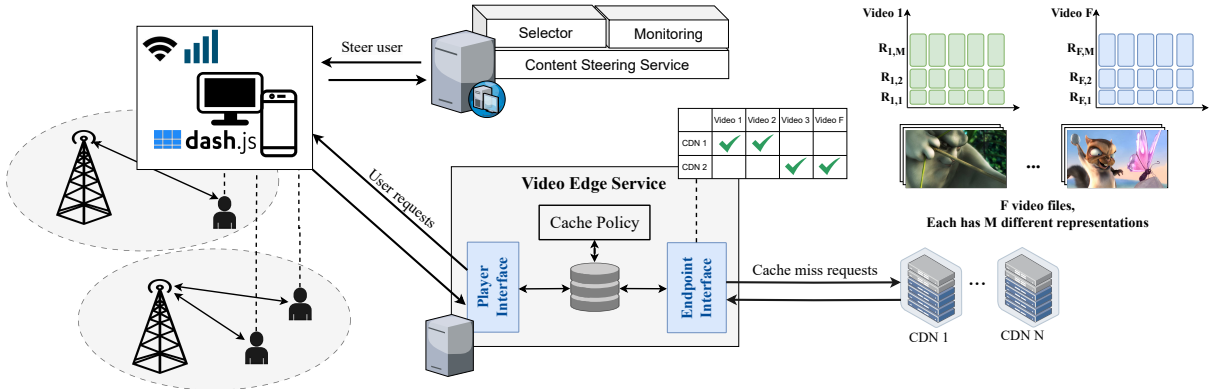 Steer user
Selector
Monitoring
Content Steering Service
dash.js
User requests
Video Edge Service
Cache Policy
Player
Interface
Endpoint
Interface
Video 1 Video 2 Video 3 Video F
CDN 1
CDN 2
Cache miss requests
Video 1
R1,M
R1,2
R1,1
Video F
RF,M
RF,2
RF,1
...
F video files,
Each has M different representations
...
CDN 1
CDN N